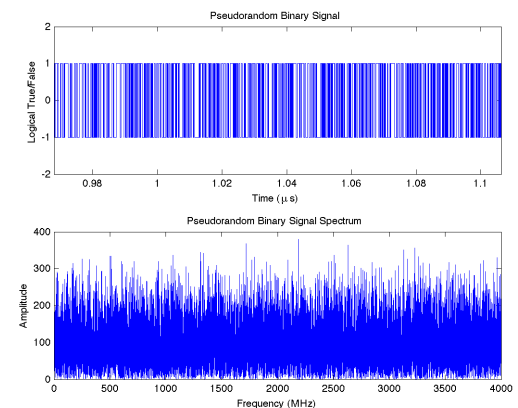 Pseudorandom Binary Signal
2
1
0
-1
-2
Logical True/False
0.98 1 1.02 1.04 1.06 1.08 1.1
Time (μ s)
Pseudorandom Binary Signal Spectrum
400
300
200
100
0
Amplitude
0 500 1000 1500 2000 2500 3000 3500 4000
Frequency (MHz)